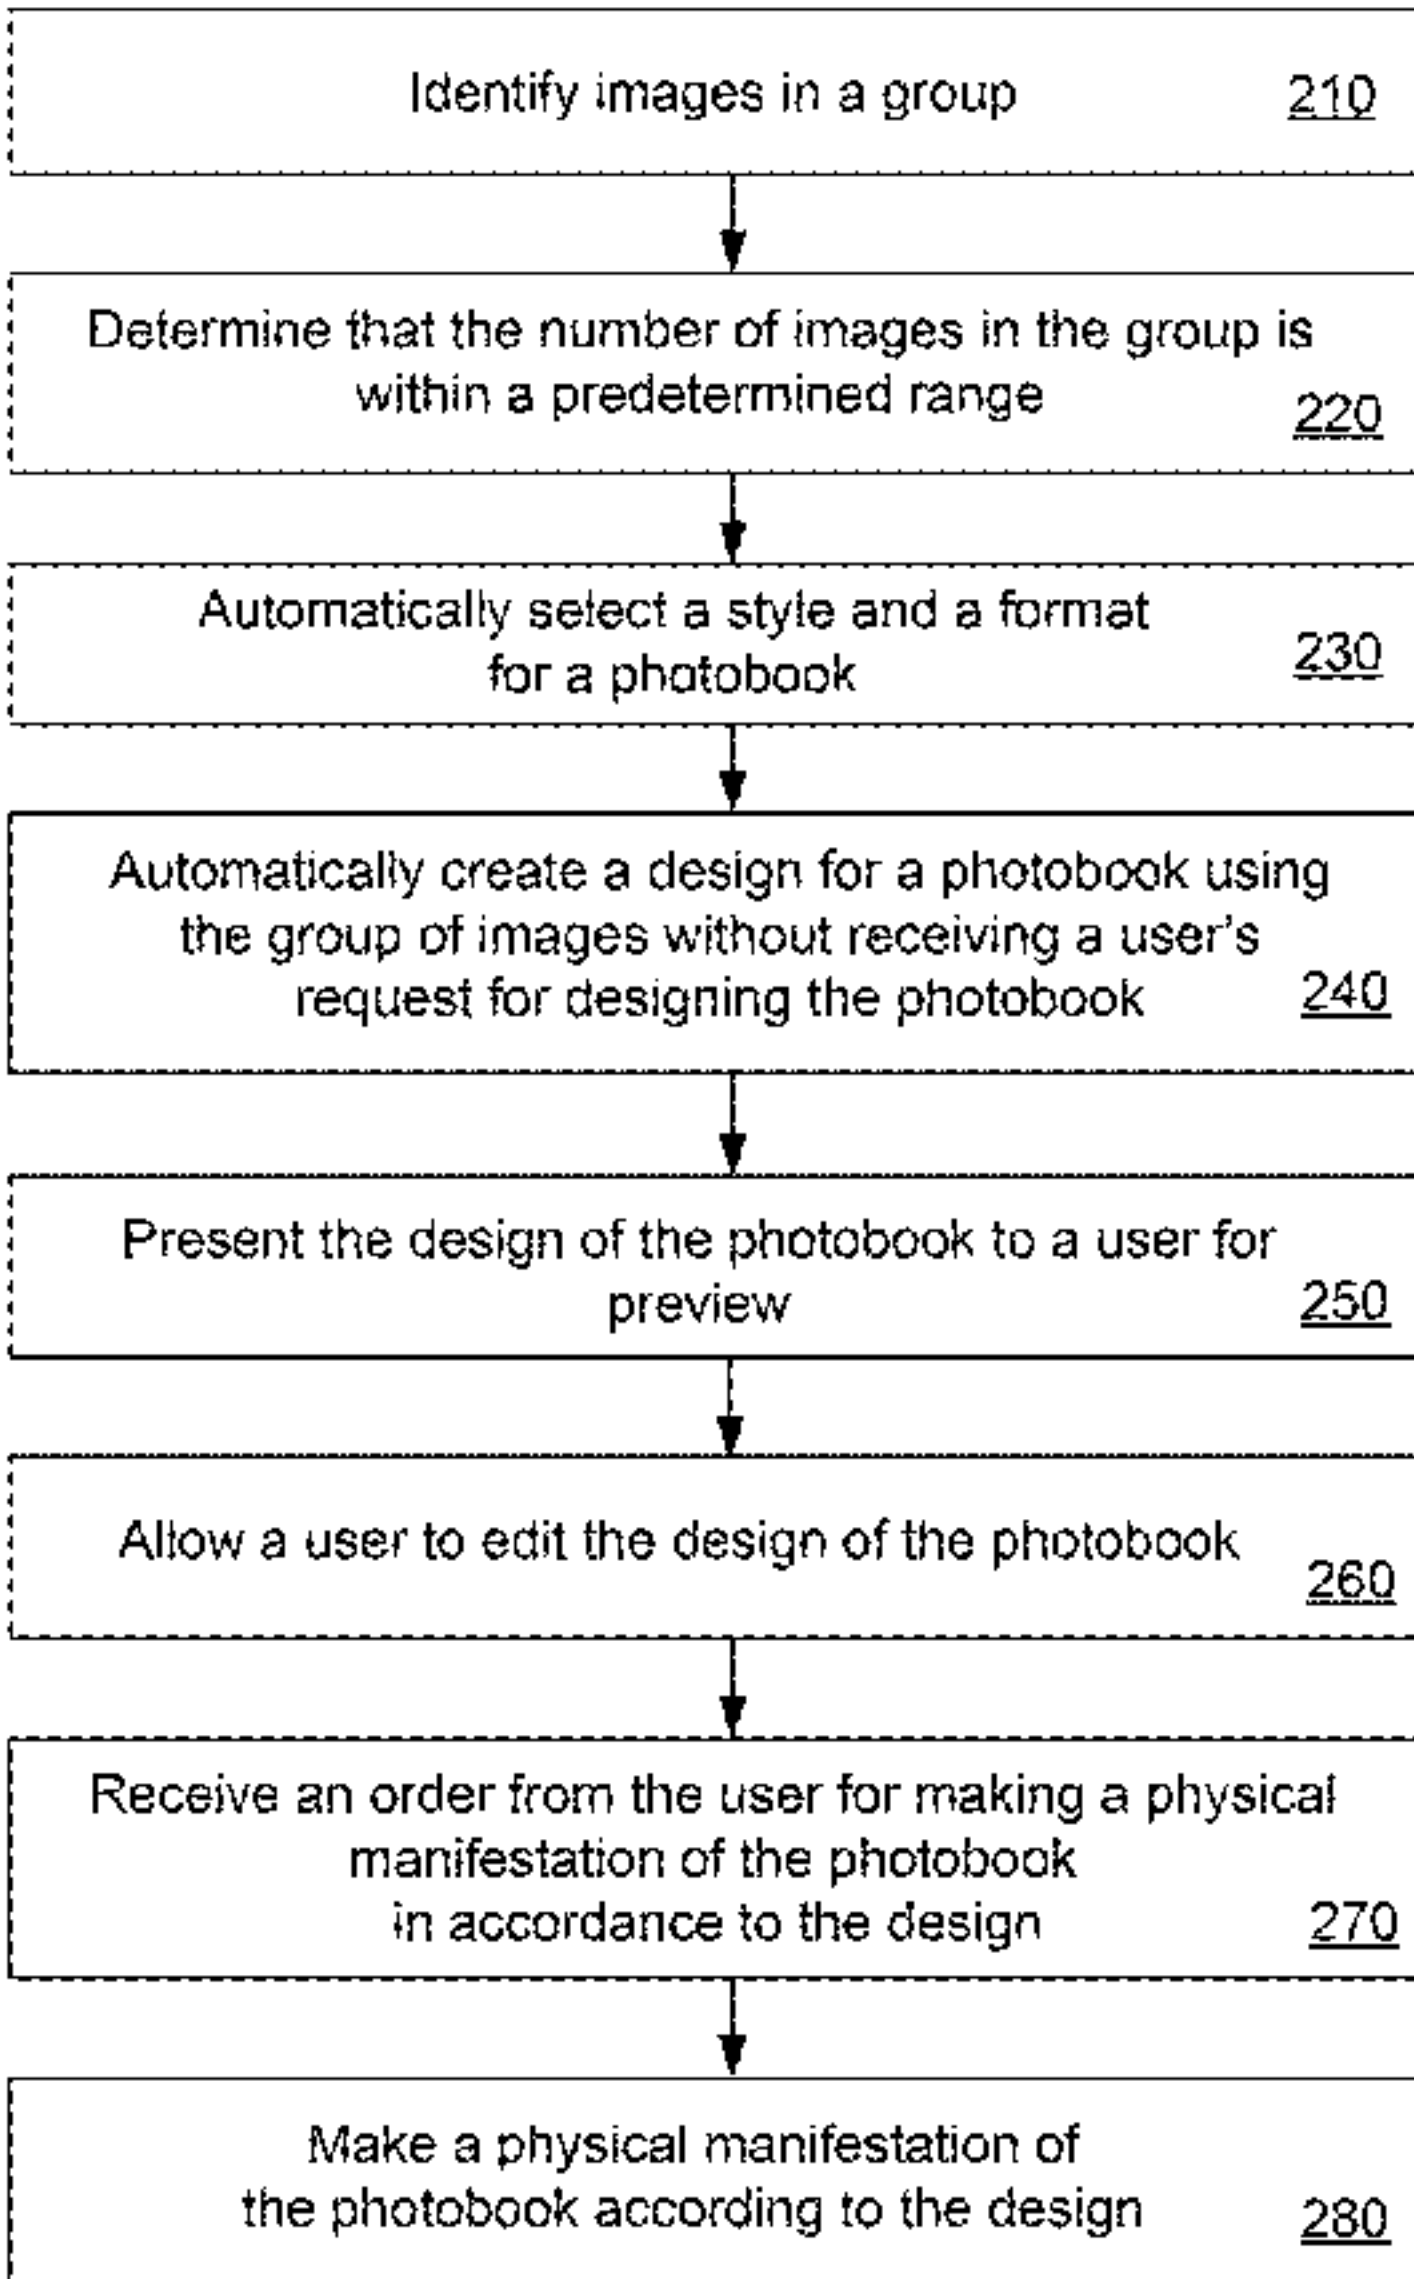 Identify images in a group 210
Determine that the number of images in the group is
within a predetermined range 220
Automatically select a style and a format
for a photobook 230
Automatically create a design for a photobook using
the group of images without receiving a user's
request for designing the photobook 240
Present the design of the photobook to a user for
preview 250
Allow a user to edit the design of the photobook
260
Receive an order from the user for making a physical
manifestation of the photobook
in accordance to the design 270
Make a physical manifestation of
the photobook according to the design 280